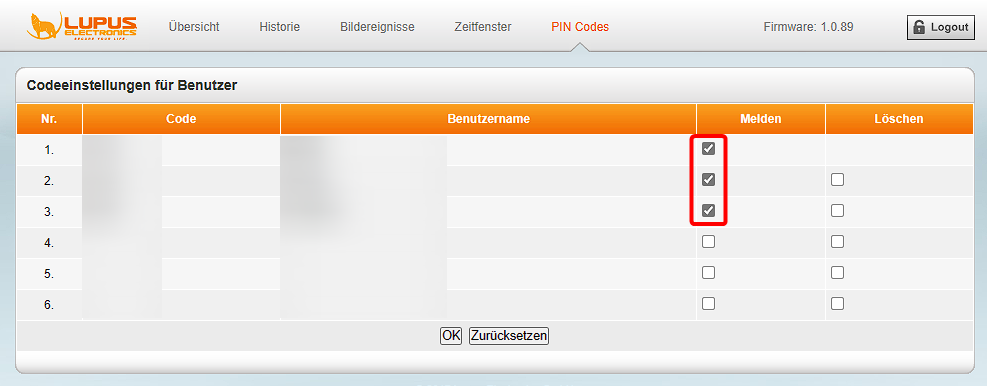 LUPUS
ELECTRONICS
SECURE YOUR LIFE.
Übersicht Historie Bildereignisse Zeitfenster PIN Codes Firmware: 1.0.89 Logout
Codeeinstellungen für Benutzer
Nr. Code Benutzername Melden Löschen
1.
2.
3.
4.
5.
6.
OK Zurücksetzen